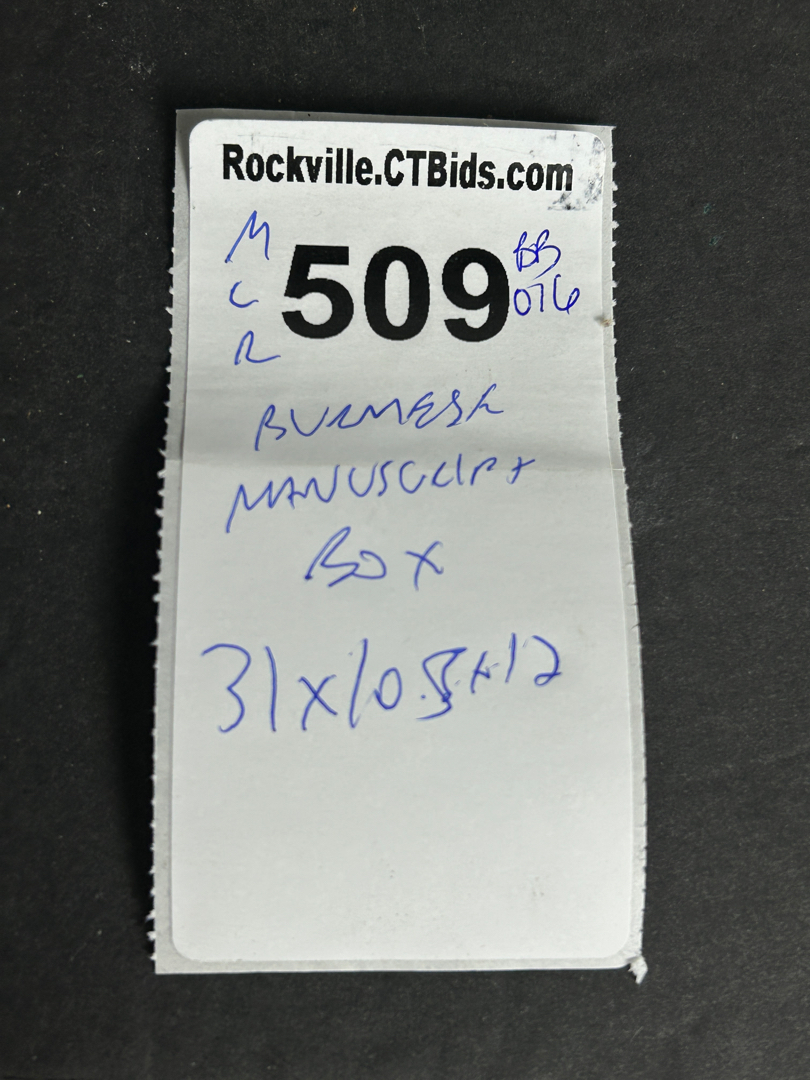 Rockville.CTBids.com
M
C
R
509
BB
076
BURMESE
MANUSCRIPT
BOX
31x10.5x12